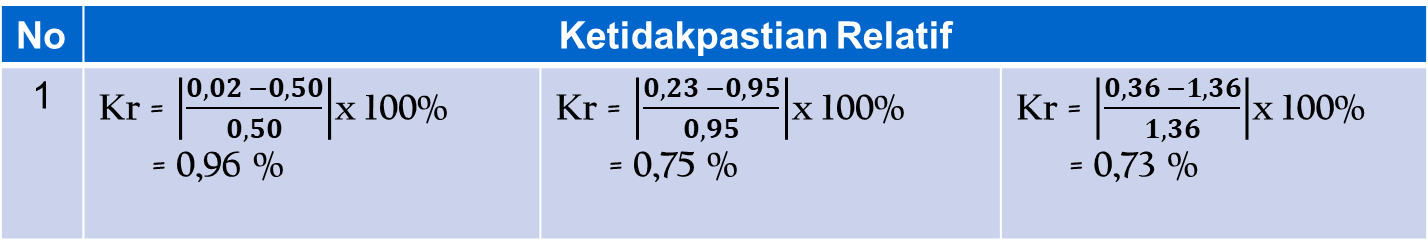 No Ketidakpastian Relatif
1
Kr = |0,02 −0,50 / 0,50| x 100%
= 0,96 %
Kr = |0,23 −0,95 / 0,95| x 100%
= 0,75 %
Kr = |0,36 −1,36 / 1,36| x 100%
= 0,73 %